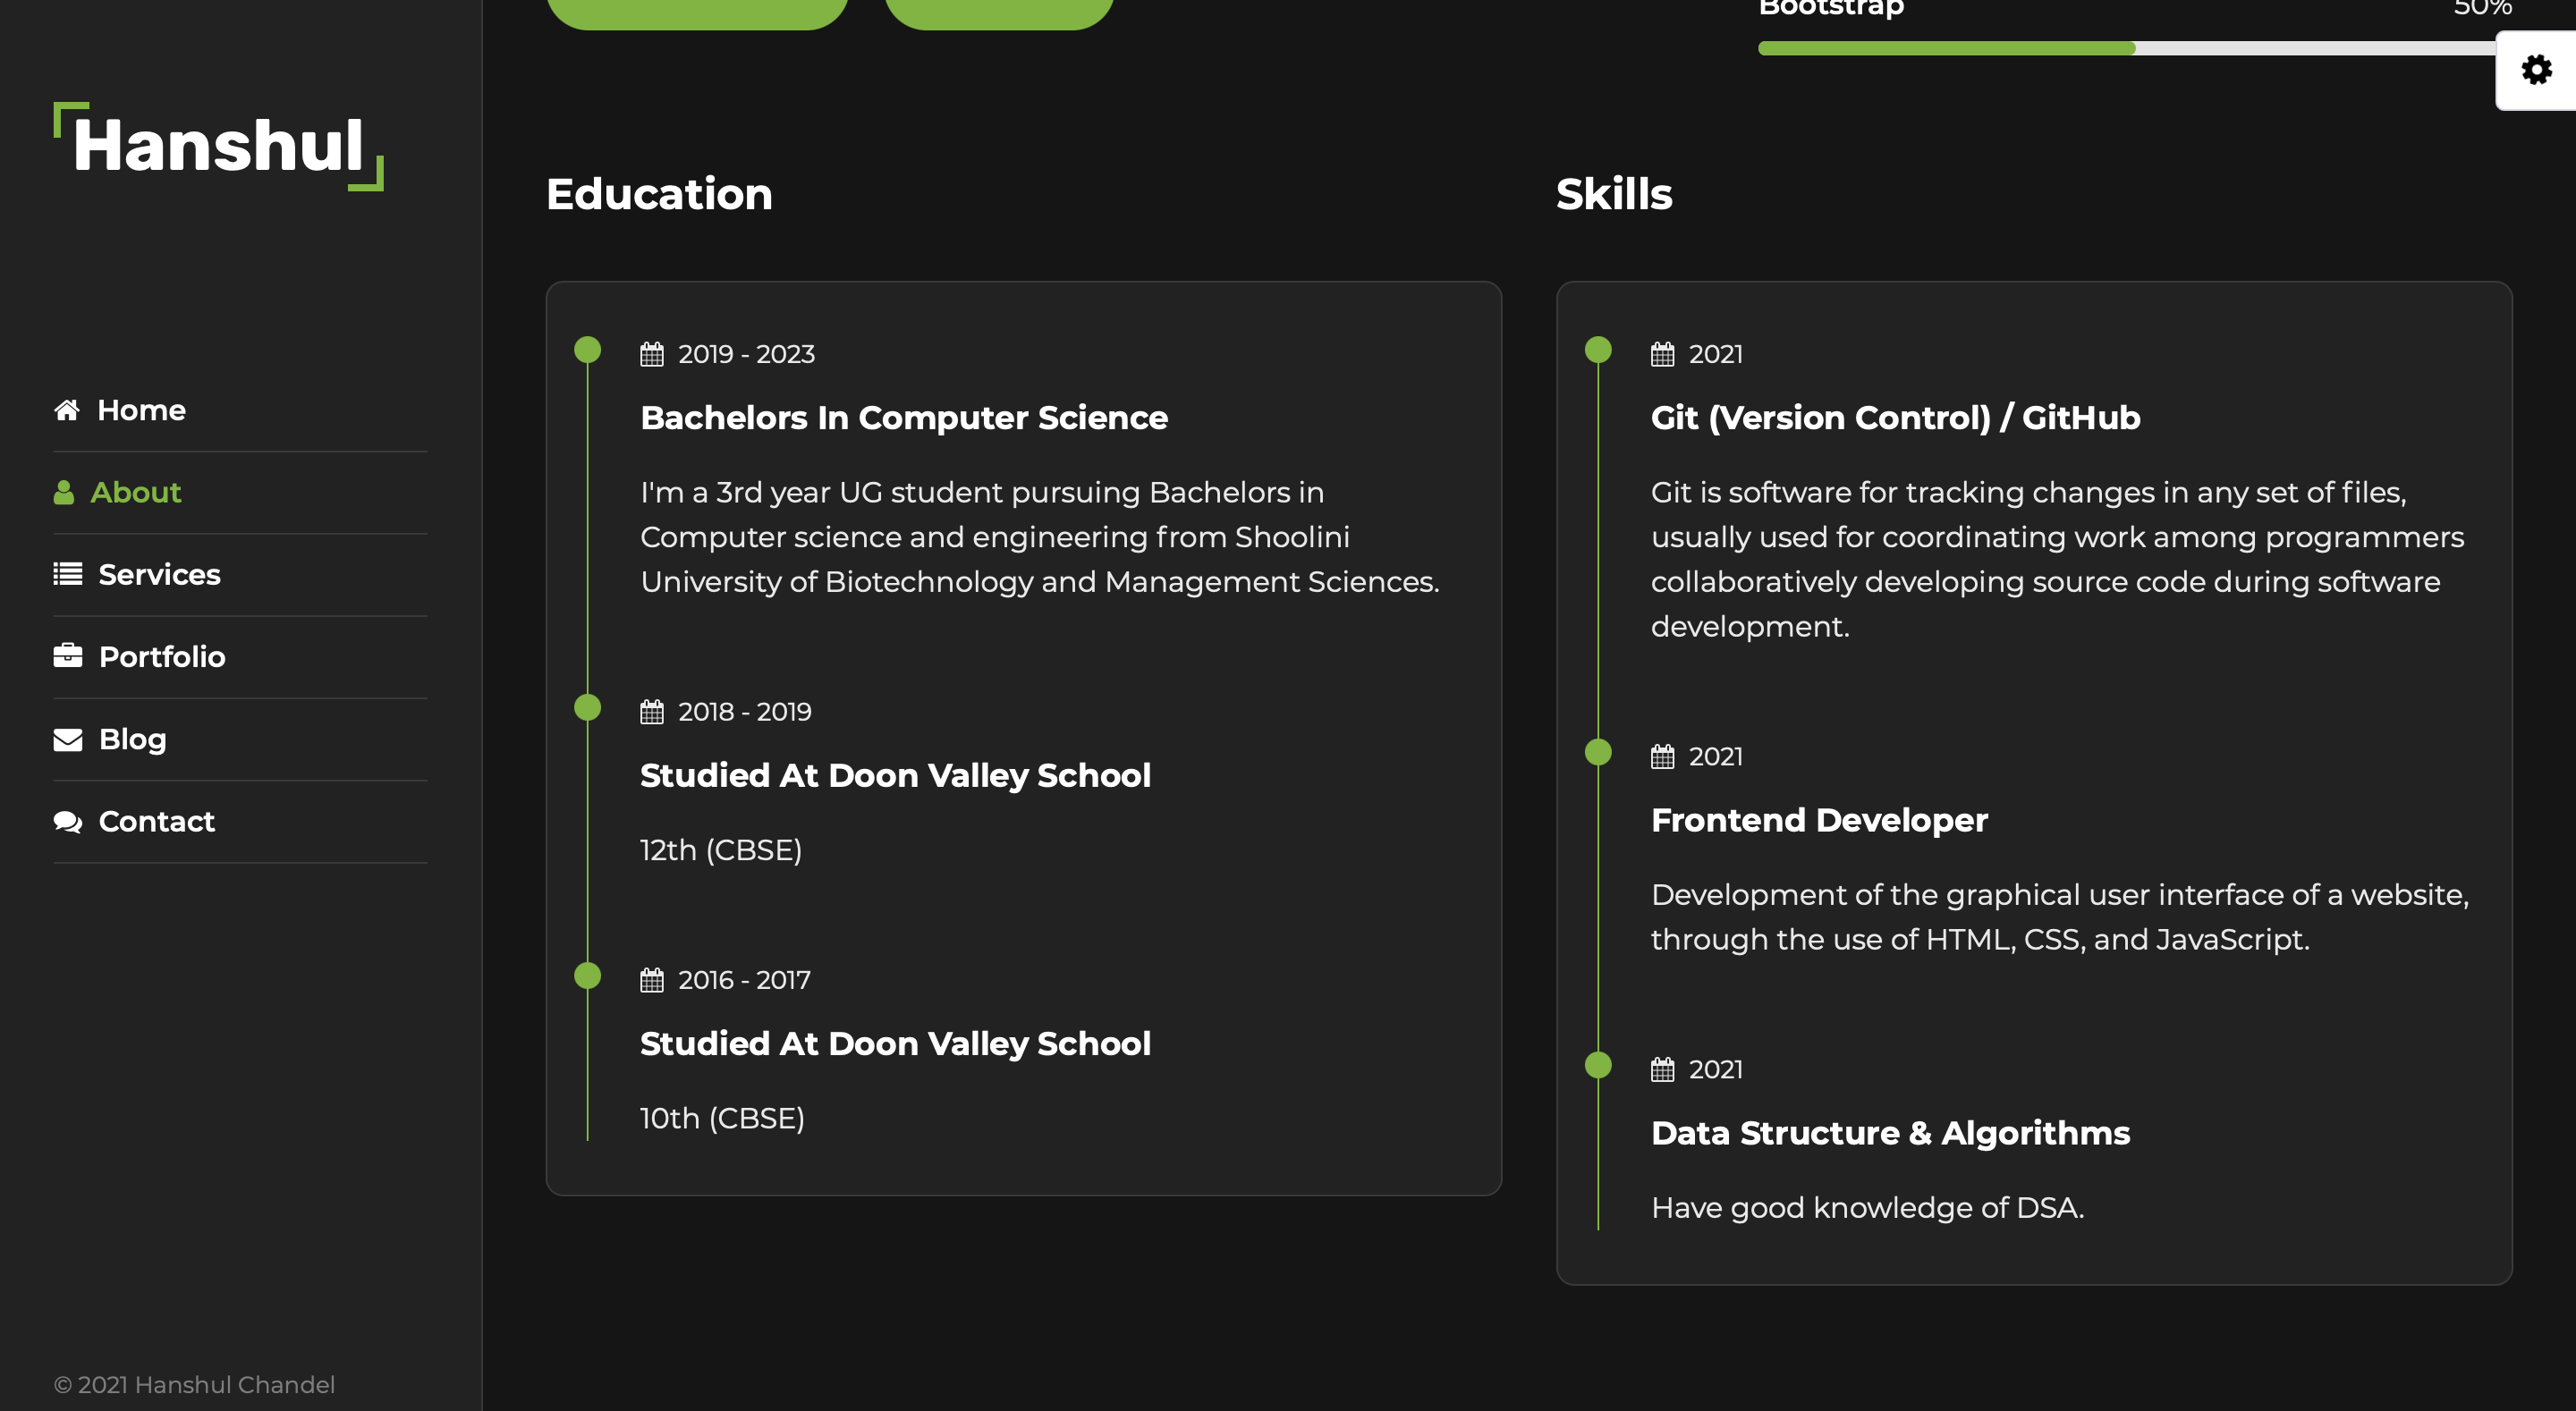 Hanshul
Home
About
Services
Portfolio
Blog
Contact
© 2021 Hanshul Chandel
Bootstrap
50%
Education
2019 - 2023
Bachelors In Computer Science
I'm a 3rd year UG student pursuing Bachelors in
Computer science and engineering from Shoolini
University of Biotechnology and Management Sciences.
2018 - 2019
Studied At Doon Valley School
12th (CBSE)
2016 - 2017
Studied At Doon Valley School
10th (CBSE)
Skills
2021
Git (Version Control) / GitHub
Git is software for tracking changes in any set of files,
usually used for coordinating work among programmers
collaboratively developing source code during software
development.
2021
Frontend Developer
Development of the graphical user interface of a website,
through the use of HTML, CSS, and JavaScript.
2021
Data Structure & Algorithms
Have good knowledge of DSA.